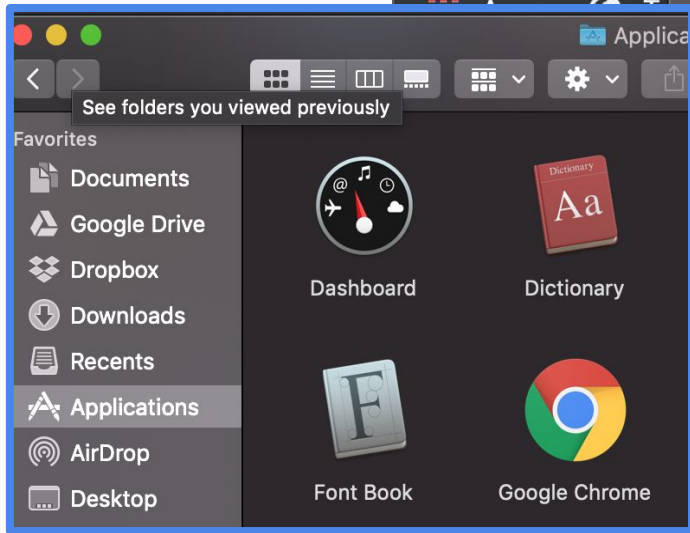 Applica
See folders you viewed previously
Favorites
Documents
Google Drive
Dropbox
Downloads
Recents
Applications
AirDrop
Desktop
@
Dashboard
Dictionary
Aa
Dictionary
F
Font Book
Google Chrome